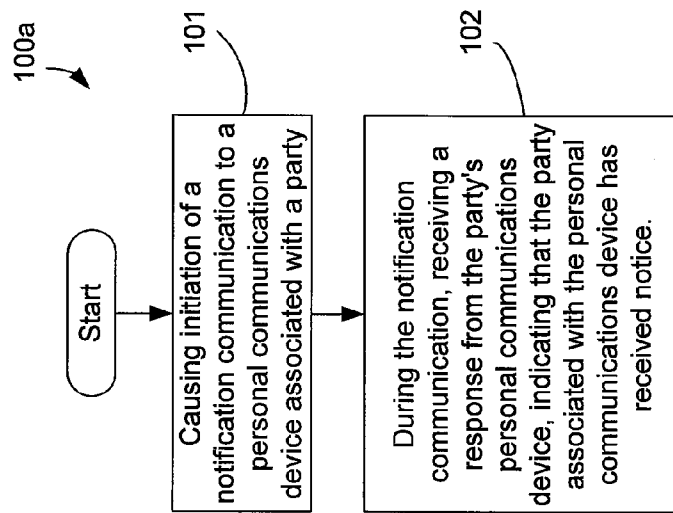 100a
Start
101
Causing initiation of a
notification communication to a
personal communications
device associated with a party
102
During the notification
communication, receiving a
response from the party's
personal communications
device, indicating that the party
associated with the personal
communications device has
received notice.